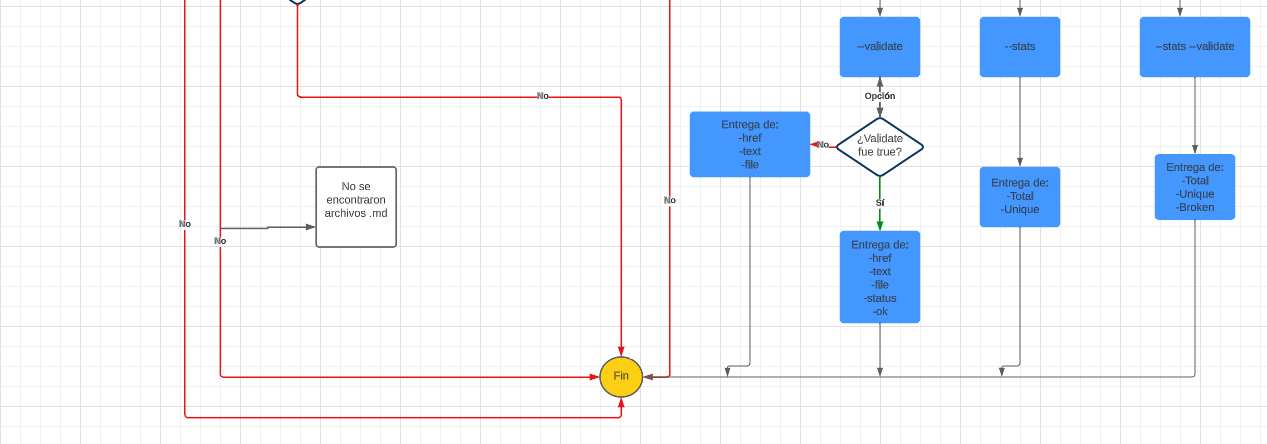 –validate
--stats
–stats –validate
Opción
No
Entrega de:
-href
-text
-file
No
¿Validate
fue true?
Entrega de:
-Total
-Unique
Entrega de:
-Total
-Unique
-Broken
No se
encontraron
archivos .md
No
Sí
No
No
Entrega de:
-href
-text
-file
-status
-ok
Fin